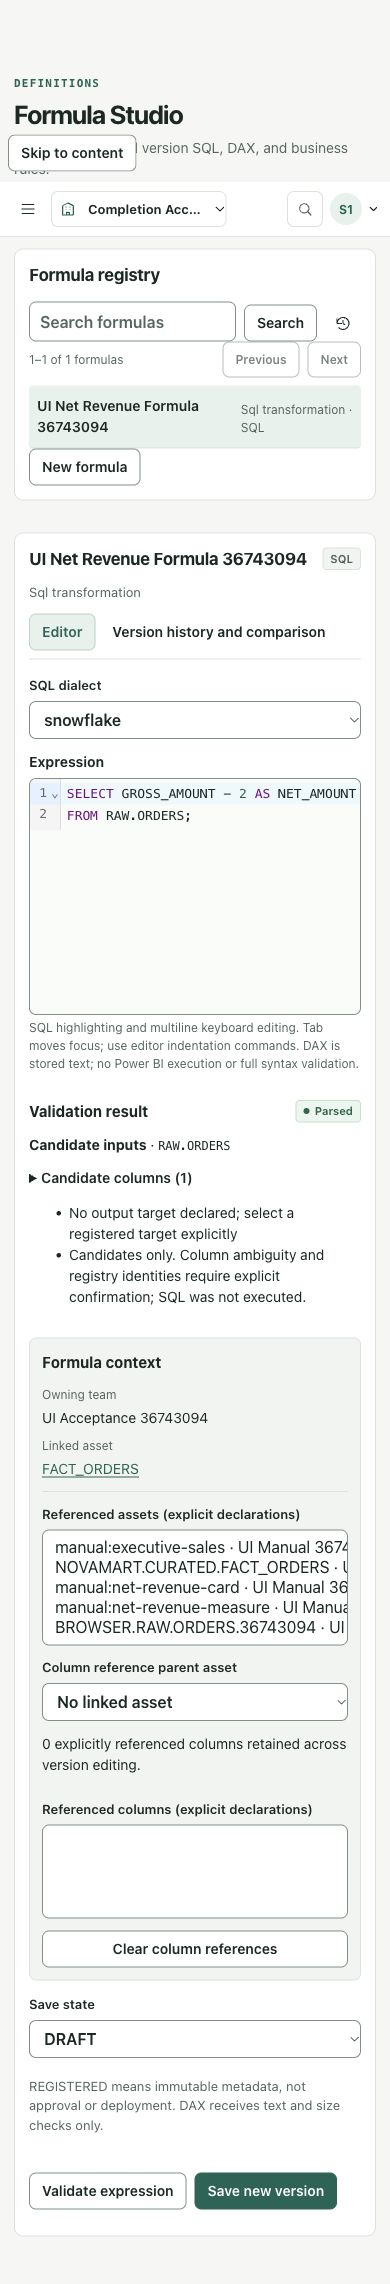 DEFINITIONS
Formula Studio
Skip to content
version SQL, DAX, and business
rules.
Completion Acc...
S1
Formula registry
Search formulas
Search
1–1 of 1 formulas
Previous
Next
UI Net Revenue Formula
36743094
Sql transformation ·
SQL
New formula
UI Net Revenue Formula 36743094
SQL
Sql transformation
Editor
Version history and comparison
SQL dialect
snowflake
Expression
1 SELECT GROSS_AMOUNT - 2 AS NET_AMOUNT
2 FROM RAW.ORDERS;
SQL highlighting and multiline keyboard editing. Tab
moves focus; use editor indentation commands. DAX is
stored text; no Power BI execution or full syntax validation.
Validation result
Parsed
Candidate inputs · RAW.ORDERS
Candidate columns (1)
• No output target declared; select a
registered target explicitly
• Candidates only. Column ambiguity and
registry identities require explicit
confirmation; SQL was not executed.
Formula context
Owning team
UI Acceptance 36743094
Linked asset
FACT_ORDERS
Referenced assets (explicit declarations)
manual:executive-sales · UI Manual 3674
NOVAMART.CURATED.FACT_ORDERS · U
manual:net-revenue-card · UI Manual 36
manual:net-revenue-measure · UI Manua
BROWSER.RAW.ORDERS.36743094 · UI
Column reference parent asset
No linked asset
0 explicitly referenced columns retained across
version editing.
Referenced columns (explicit declarations)
Clear column references
Save state
DRAFT
REGISTERED means immutable metadata, not
approval or deployment. DAX receives text and size
checks only.
Validate expression
Save new version